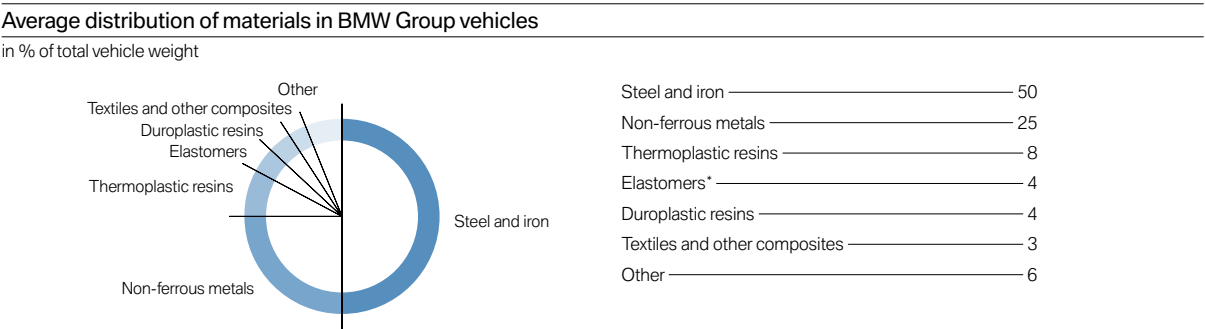 Average distribution of materials in BMW Group vehicles
in % of total vehicle weight
Other
Textiles and other composites
Duroplastic resins
Elastomers
Thermoplastic resins
Steel and iron
Non-ferrous metals
Steel and iron 50
Non-ferrous metals 25
Thermoplastic resins 8
Elastomers* 4
Duroplastic resins 4
Textiles and other composites 3
Other 6